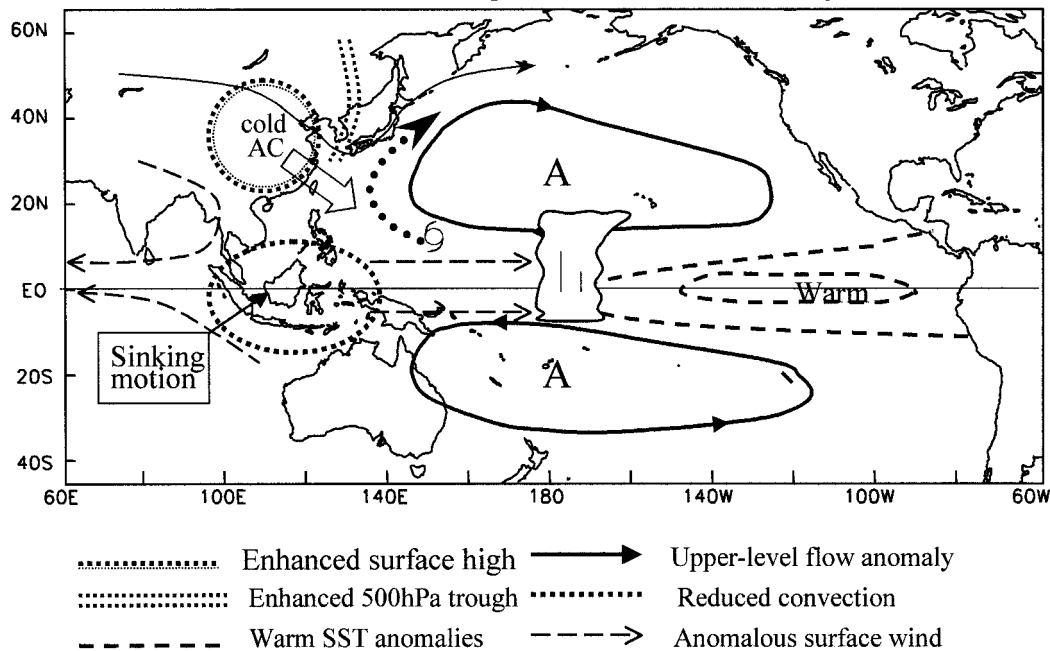 60N
40N
20N
EQ
20S
40S
cold
AC
A
Warm
Sinking
motion
A
60E
100E
140E
180
140W
100W
60W
Enhanced surface high
Upper-level flow anomaly
Enhanced 500hPa trough
Reduced convection
Warm SST anomalies
Anomalous surface wind